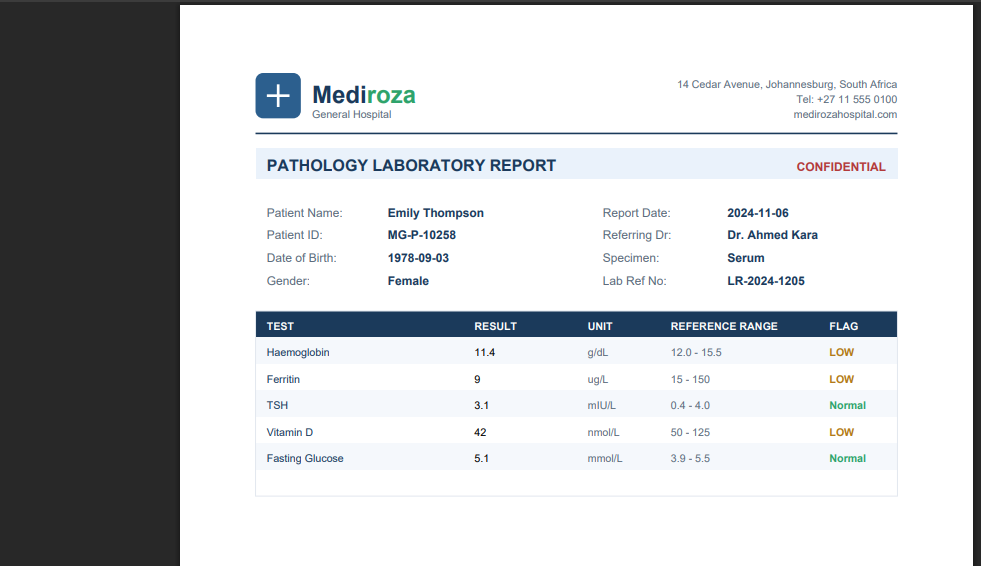 Mediroza
General Hospital
14 Cedar Avenue, Johannesburg, South Africa
Tel: +27 11 555 0100
medirozahospital.com
PATHOLOGY LABORATORY REPORT CONFIDENTIAL
Patient Name: Emily Thompson Report Date: 2024-11-06
Patient ID: MG-P-10258 Referring Dr: Dr. Ahmed Kara
Date of Birth: 1978-09-03 Specimen: Serum
Gender: Female Lab Ref No: LR-2024-1205
TEST RESULT UNIT REFERENCE RANGE FLAG
Haemoglobin 11.4 g/dL 12.0 - 15.5 LOW
Ferritin 9 ug/L 15 - 150 LOW
TSH 3.1 mIU/L 0.4 - 4.0 Normal
Vitamin D 42 nmol/L 50 - 125 LOW
Fasting Glucose 5.1 mmol/L 3.9 - 5.5 Normal